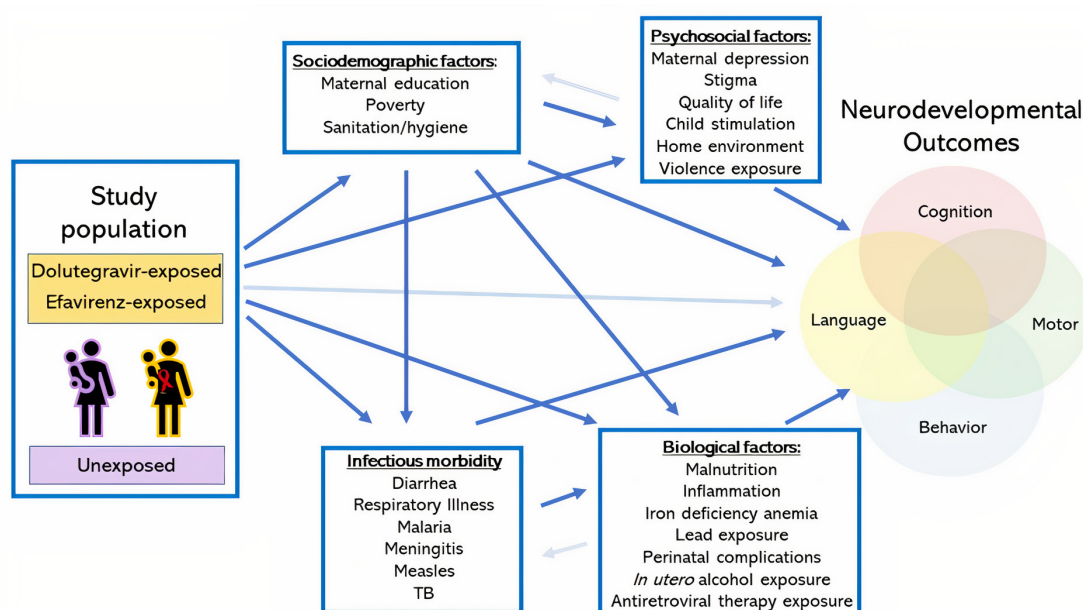 Study
population
Dolutegravir-exposed
Efavirenz-exposed
Unexposed
Sociodemographic factors:
Maternal education
Poverty
Sanitation/hygiene
Psychosocial factors:
Maternal depression
Stigma
Quality of life
Child stimulation
Home environment
Violence exposure
Infectious morbidity
Diarrhea
Respiratory Illness
Malaria
Meningitis
Measles
TB
Biological factors:
Malnutrition
Inflammation
Iron deficiency anemia
Lead exposure
Perinatal complications
In utero alcohol exposure
Antiretroviral therapy exposure
Neurodevelopmental
Outcomes
Cognition
Language
Motor
Behavior